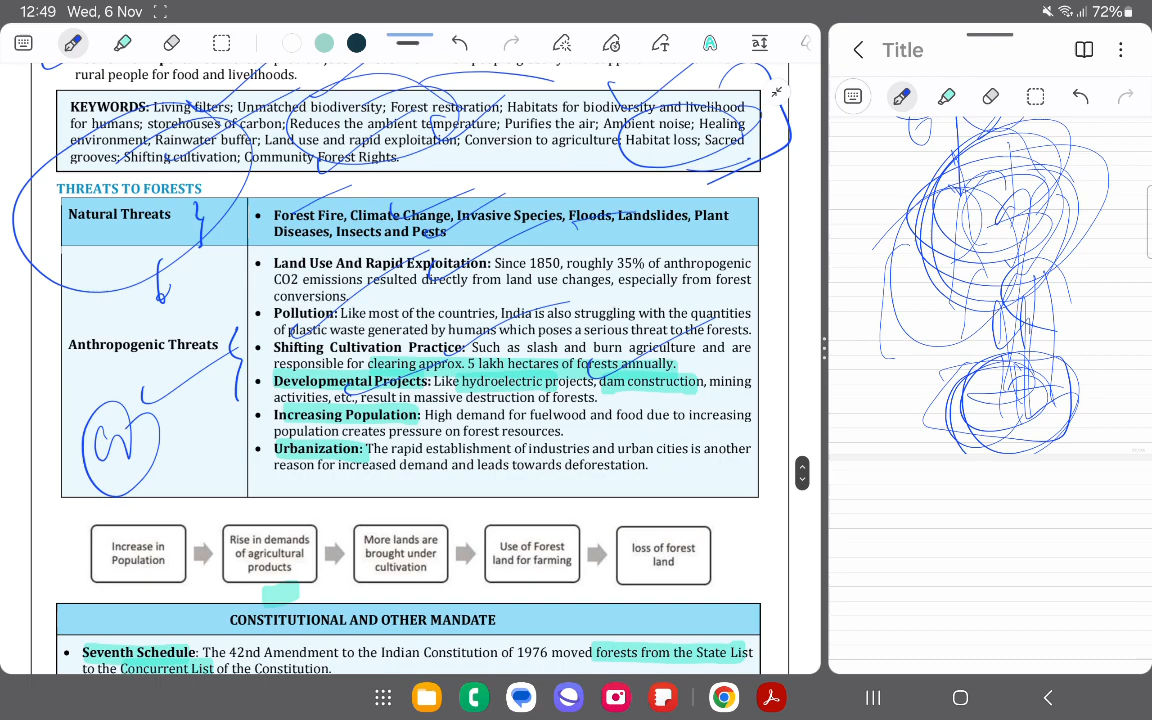 12:49 Wed, 6 Nov
72%
Title
rural people for food and livelihoods.
KEYWORDS: Living filters; Unmatched biodiversity; Forest restoration; Habitats for biodiversity and livelihood
for humans; storehouses of carbon; Reduces the ambient temperature; Purifies the air; Ambient noise; Healing
environment, Rainwater buffer; Land use and rapid exploitation; Conversion to agriculture; Habitat loss; Sacred
grooves; Shifting cultivation; Community Forest Rights.
THREATS TO FORESTS
Natural Threats
• Forest Fire, Climate Change, Invasive Species, Floods, Landslides, Plant
Diseases, Insects and Pests
Anthropogenic Threats
• Land Use And Rapid Exploitation: Since 1850, roughly 35% of anthropogenic
CO2 emissions resulted directly from land use changes, especially from forest
conversions.
• Pollution: Like most of the countries, India is also struggling with the quantities
of plastic waste generated by humans which poses a serious threat to the forests.
• Shifting Cultivation Practice: Such as slash and burn agriculture and are
responsible for clearing approx. 5 lakh hectares of forests annually.
• Developmental Projects: Like hydroelectric projects, dam construction, mining
activities, etc., result in massive destruction of forests.
• Increasing Population: High demand for fuelwood and food due to increasing
population creates pressure on forest resources.
• Urbanization: The rapid establishment of industries and urban cities is another
reason for increased demand and leads towards deforestation.
Increase in
Population
Rise in demands
of agricultural
products
More lands are
brought under
cultivation
Use of Forest
land for farming
loss of forest
land
CONSTITUTIONAL AND OTHER MANDATE
• Seventh Schedule: The 42nd Amendment to the Indian Constitution of 1976 moved forests from the State List
to the Concurrent List of the Constitution.